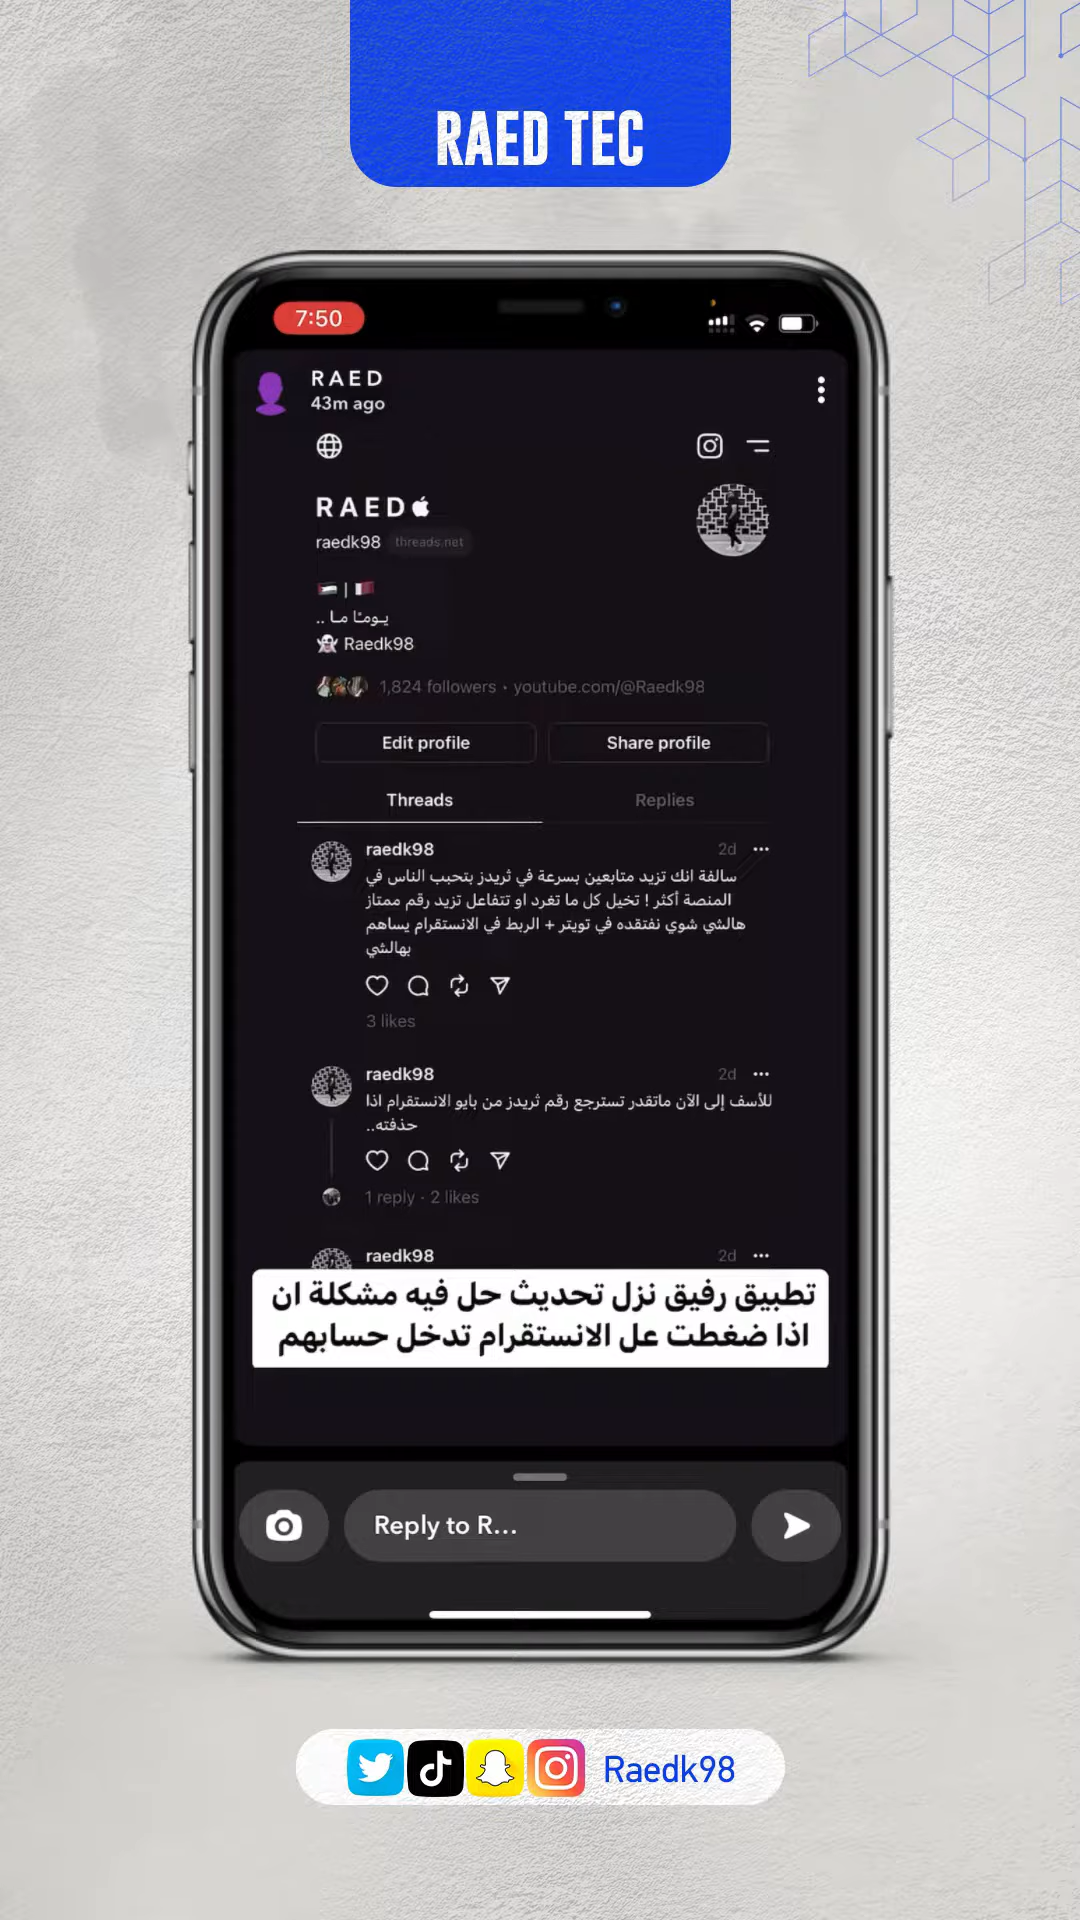 RAED TEC
7:50
RAED
43m ago
RAED
raedk98 threads.net
🇵🇸 | 🇶🇦
يـومـًا مـا ..
👻 Raedk98
1,824 followers • youtube.com/@Raedk98
Edit profile Share profile
Threads Replies
raedk98 2d
سالفة انك تزيد متابعين بسرعة في ثريدز بتحبب الناس في
المنصة أكثر ! تخيل كل ما تغرد او تتفاعل تزيد رقم ممتاز
هالشي شوي نفتقده في تويتر + الربط في الانستقرام يساهم
بهالشي
3 likes
raedk98 2d
للأسف إلى الآن ماتقدر تسترجع رقم ثريدز من بايو الانستقرام اذا
حذفته..
1 reply · 2 likes
raedk98 2d
تطبيق رفيق نزل تحديث حل فيه مشكلة ان
اذا ضغطت عل الانستقرام تدخل حسابهم
Reply to R...
Raedk98